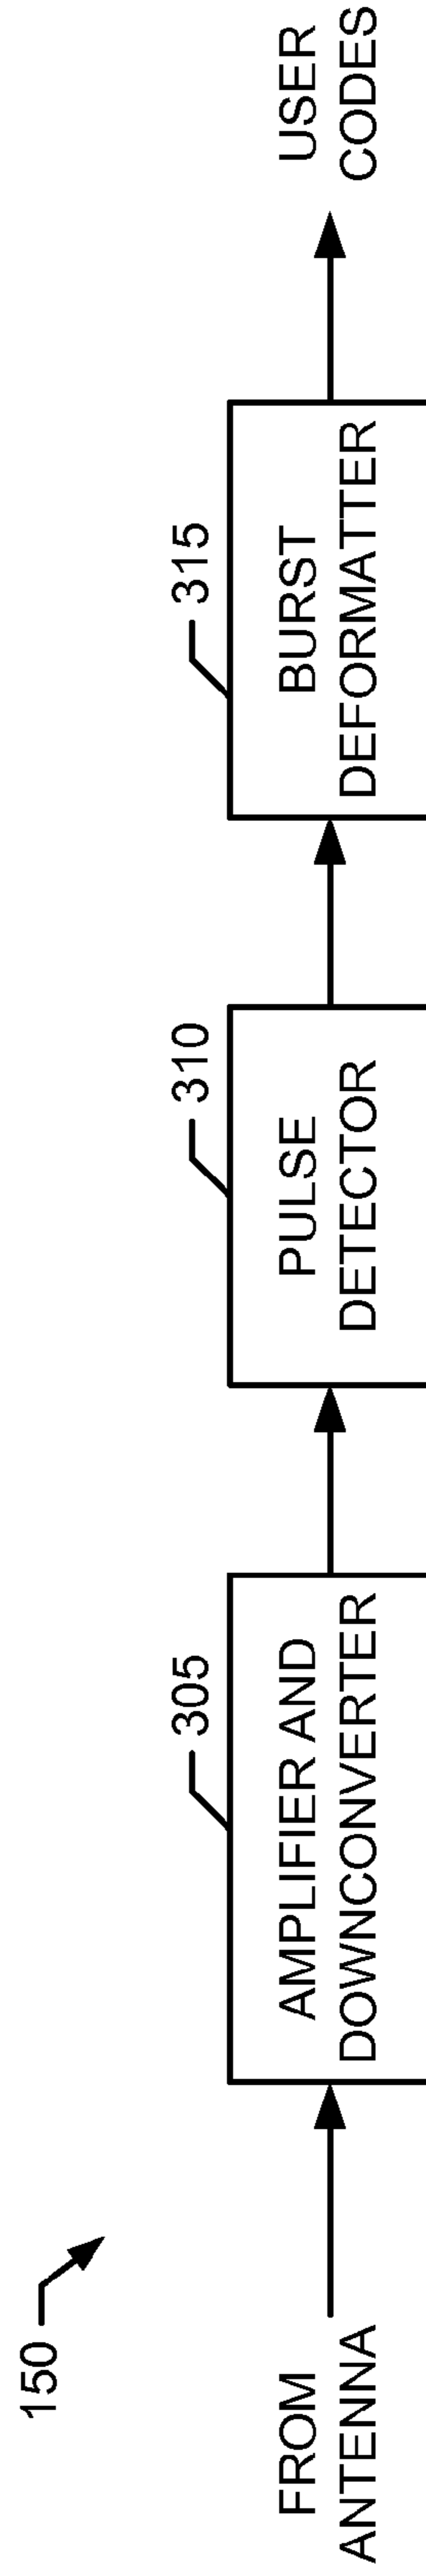 150
FROM
ANTENNA
305
AMPLIFIER AND
DOWNCONVERTER
310
PULSE
DETECTOR
315
BURST
DEFORMATTER
USER
CODES